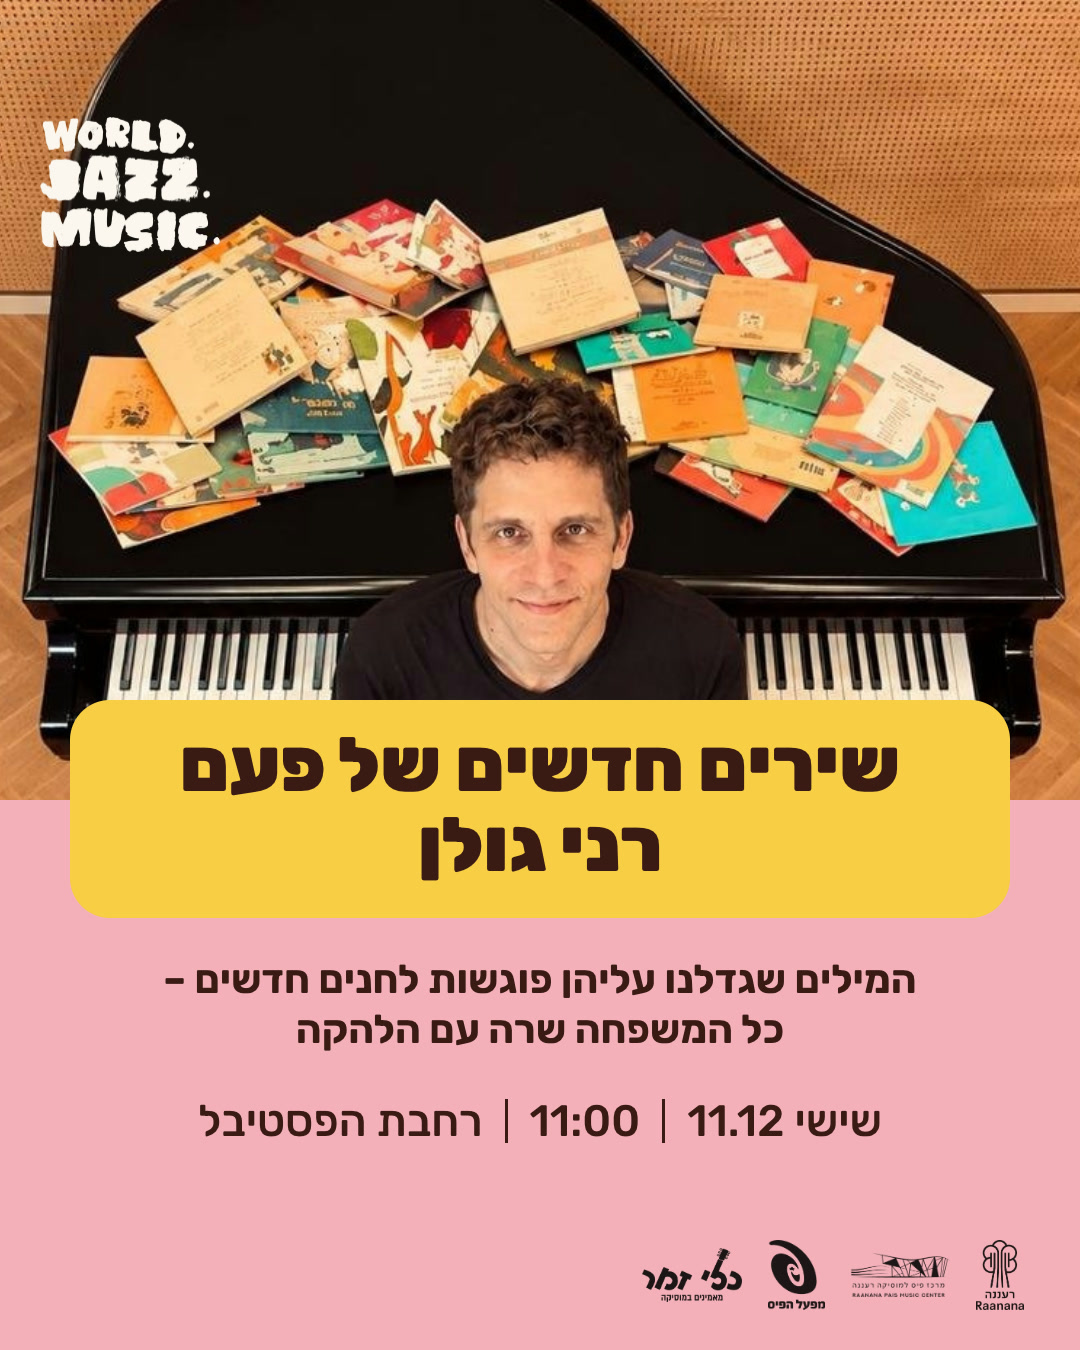 WORLD.
JAZZ.
MUSIC.
שירים חדשים של פעם
רני גולן
המילים שגדלנו עליהן פוגשות לחנים חדשים –
כל המשפחה שרה עם הלהקה
שישי 11.12 | 11:00 | רחבת הפסטיבל
רעננה
Raanana
מרכז פיס למוסיקה רעננה
RAANANA PAIS MUSIC CENTER
מפעל הפיס
כלי זמר
מאמינים במוסיקה